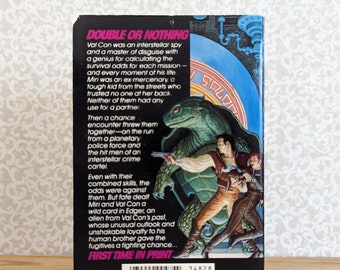 DOUBLE OR NOTHING
Val Con was an interstellar spy
and a master of disguise with
a genius for calculating the
survival odds for each mission—
and every moment of his life.
Miri was an ex-mercenary, a
tough kid from the streets who
trusted no one at her back.
Neither of them had any
use for a partner.
Then a chance
encounter threw them
together—on the run
from a planetary
police force and
the hit men of an
interstellar crime
cartel.
Even with their
combined skills, the
odds were against
them. But fate dealt
Miri and Val Con a
wild card in Edger, an
alien from Val Con's past,
whose unusual outlook and
unshakable loyalty to his
human brother gave the
fugitives a fighting chance...
FIRST TIME IN PRINT
34828